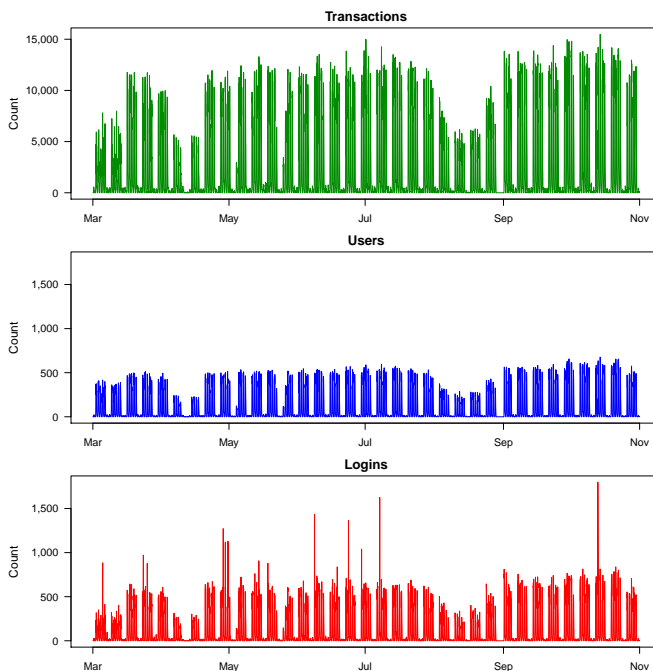 Transactions
15,000
10,000
5,000
0
Count
Mar May Jul Sep Nov
Users
1,500
1,000
500
0
Count
Mar May Jul Sep Nov
Logins
1,500
1,000
500
0
Count
Mar May Jul Sep Nov